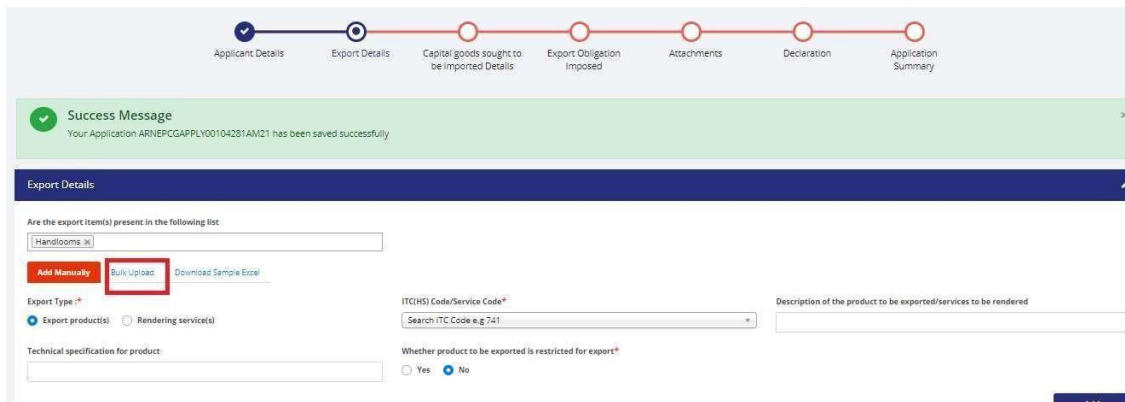 Applicant Details
Export Details
Capital goods sought to
be imported Details
Export Obligation
Imposed
Attachments
Declaration
Application
Summary
Success Message
Your Application ARNEPCGAPPLY00104281AM21 has been saved successfully
Export Details
Are the export item(s) present in the following list
Handlooms ×
Add Manually Bulk Upload Download Sample Excel
Export Type :* ITC(HS) Code/Service Code* Description of the product to be exported/services to be rendered
Export product(s) Rendering service(s) Search ITC Code e.g 741
Technical specification for product Whether product to be exported is restricted for export*
Yes No